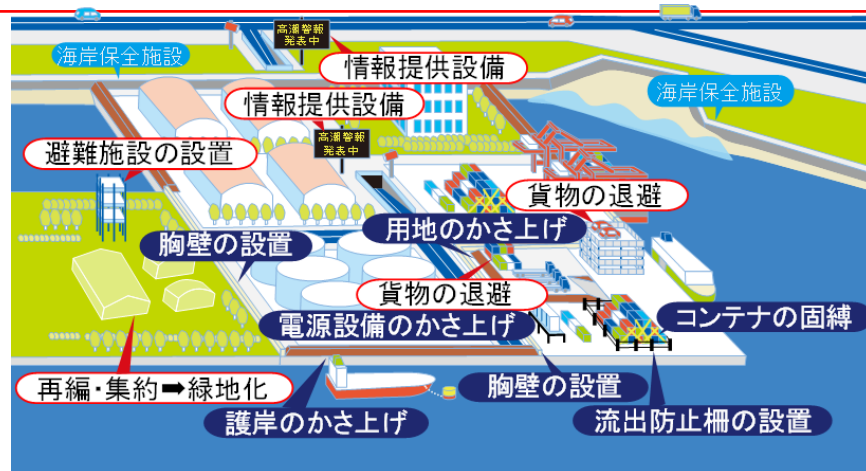 高潮警報
発表中
海岸保全施設
情報提供設備
情報提供設備
海岸保全施設
高潮警報
発表中
避難施設の設置
貨物の退避
胸壁の設置
用地のかさ上げ
貨物の退避
電源設備のかさ上げ
コンテナの固縛
再編・集約➡緑地化
胸壁の設置
護岸のかさ上げ
流出防止柵の設置